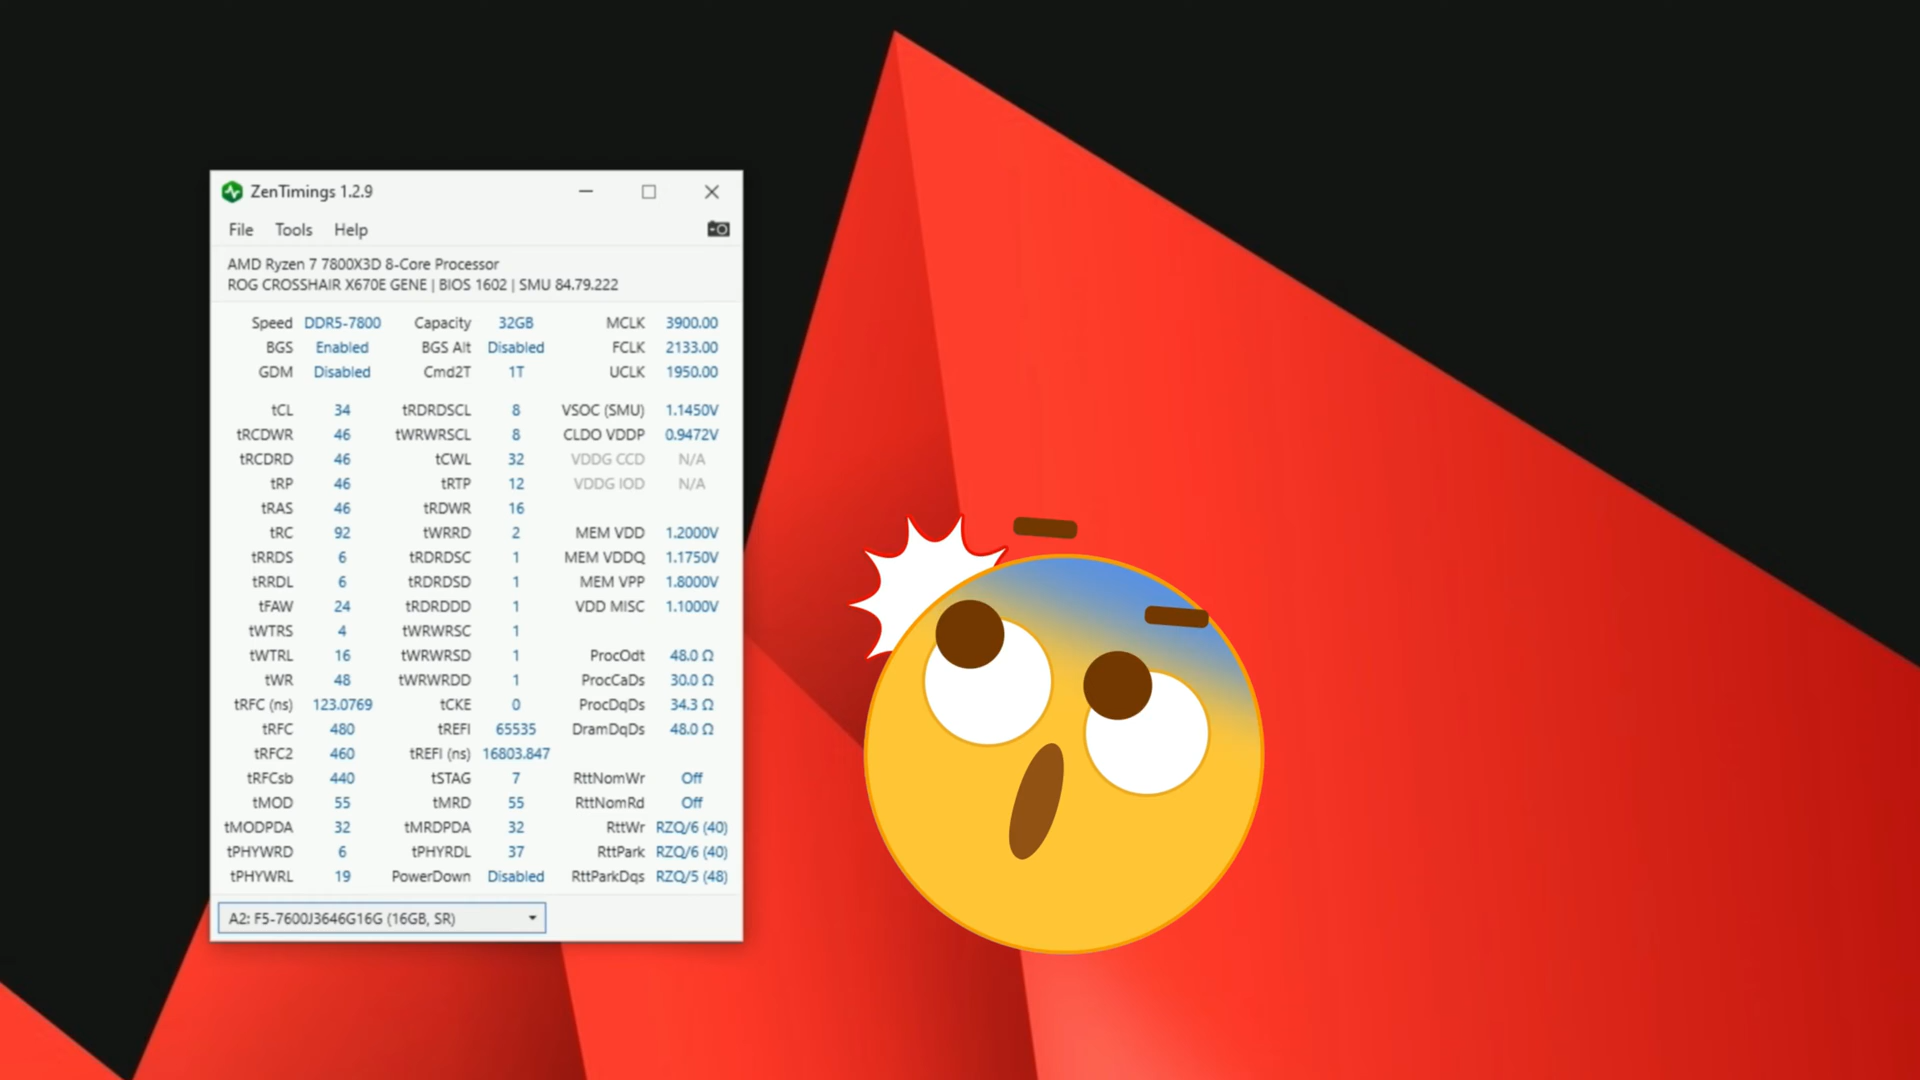 ZenTimings 1.2.9
File Tools Help
AMD Ryzen 7 7800X3D 8-Core Processor
ROG CROSSHAIR X670E GENE | BIOS 1602 | SMU 84.79.222
Speed DDR5-7800 Capacity 32GB MCLK 3900.00
BGS Enabled BGS Alt Disabled FCLK 2133.00
GDM Disabled Cmd2T 1T UCLK 1950.00
tCL 34 tRDRDSCL 8 VSOC (SMU) 1.1450V
tRCDWR 46 tWRWRSCL 8 CLDO VDDP 0.9472V
tRCDRD 46 tCWL 32 VDDG CCD N/A
tRP 46 tRTP 12 VDDG IOD N/A
tRAS 46 tRDWR 16
tRC 92 tWRRD 2 MEM VDD 1.2000V
tRRDS 6 tRDRDSC 1 MEM VDDQ 1.1750V
tRRDL 6 tRDRDSD 1 MEM VPP 1.8000V
tFAW 24 tRDRDDD 1 VDD MISC 1.1000V
tWTRS 4 tWRWRSC 1
tWTRL 16 tWRWRSD 1 ProcOdt 48.0 Ω
tWR 48 tWRWRDD 1 ProcCaDs 30.0 Ω
tRFC (ns) 123.0769 tCKE 0 ProcDqDs 34.3 Ω
tRFC 480 tREFI 65535 DramDqDs 48.0 Ω
tRFC2 460 tREFI (ns) 16803.847
tRFCsb 440 tSTAG 7 RttNomWr Off
tMOD 55 tMRD 55 RttNomRd Off
tMODPDA 32 tMRDPDA 32 RttWr RZQ/6 (40)
tPHYWRD 6 tPHYRDL 37 RttPark RZQ/6 (40)
tPHYWRL 19 PowerDown Disabled RttParkDqs RZQ/5 (48)
A2: F5-7600J3646G16G (16GB, SR)